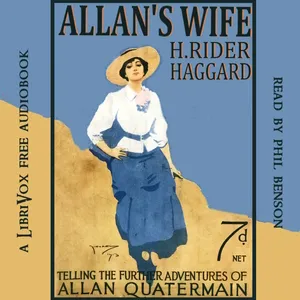 ALLAN'S WIFE
H. RIDER
HAGGARD
a LibriVox free audiobook
READ BY PHIL BENSON
7d.
NET
TELLING THE FURTHER ADVENTURES OF
ALLAN QUATERMAIN